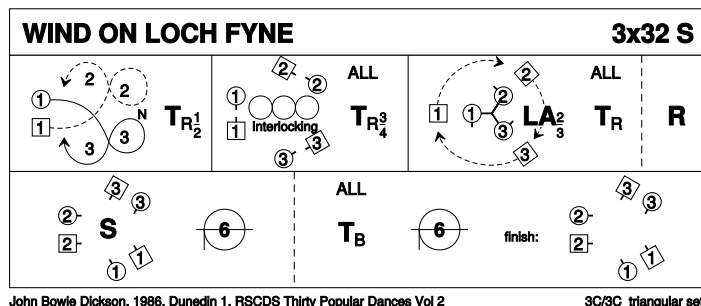 WIND ON LOCH FYNE 3x32 S
1 2 2 N 1 3 3 TR½
2 2 ALL 1 Interlocking 1 3 3 TR¾
2 ALL 1 1 2 3 LA⅔ TR 3 R
3 3 2 S 2 1 1 6
ALL TB 6 finish: 3 3 2 2 1 1
John Bowie Dickson, 1986, Dunedin 1, RSCDS Thirty Popular Dances Vol 2 3C/3C triangular set